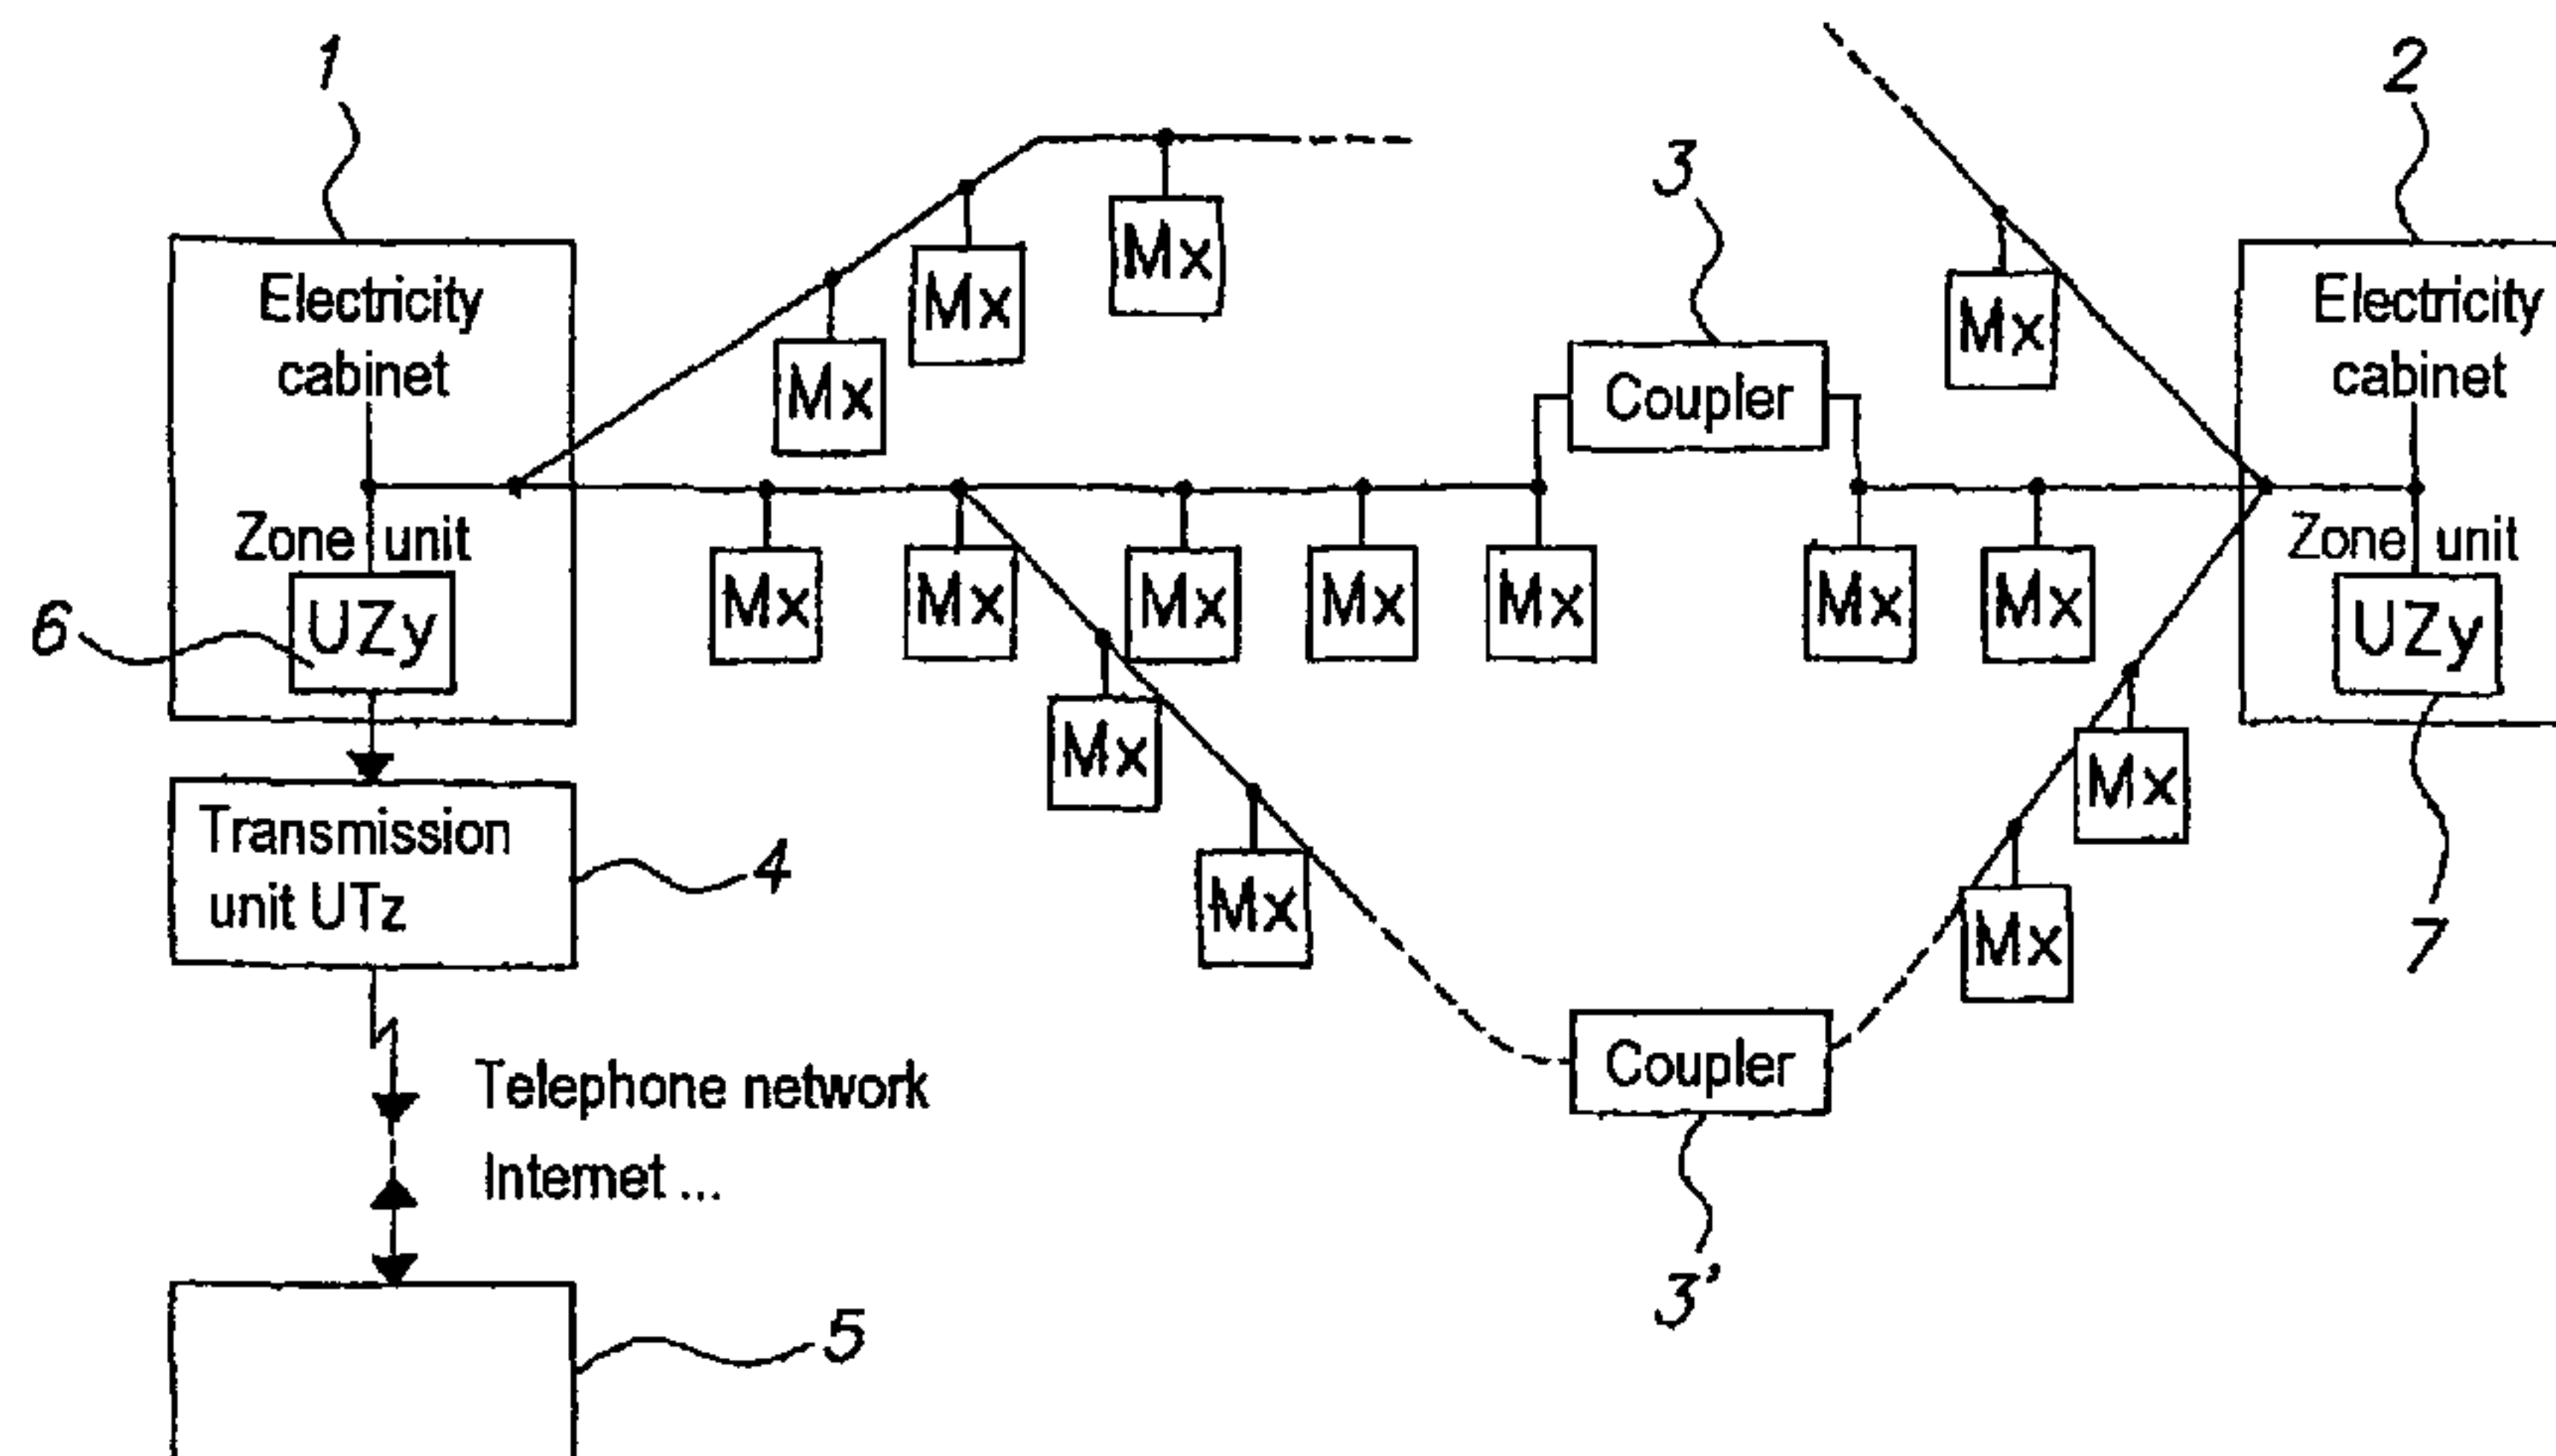 1
2
3
Electricity
cabinet
Zone unit
UZy
6
Mx
Mx
Mx
Mx
Electricity
cabinet
Zone unit
UZy
7
Coupler
Mx
Mx
Mx
Mx
Mx
Mx
Mx
Mx
Mx
Mx
Mx
Transmission
unit UTz
4
Coupler
3'
Telephone network
Internet ...
5